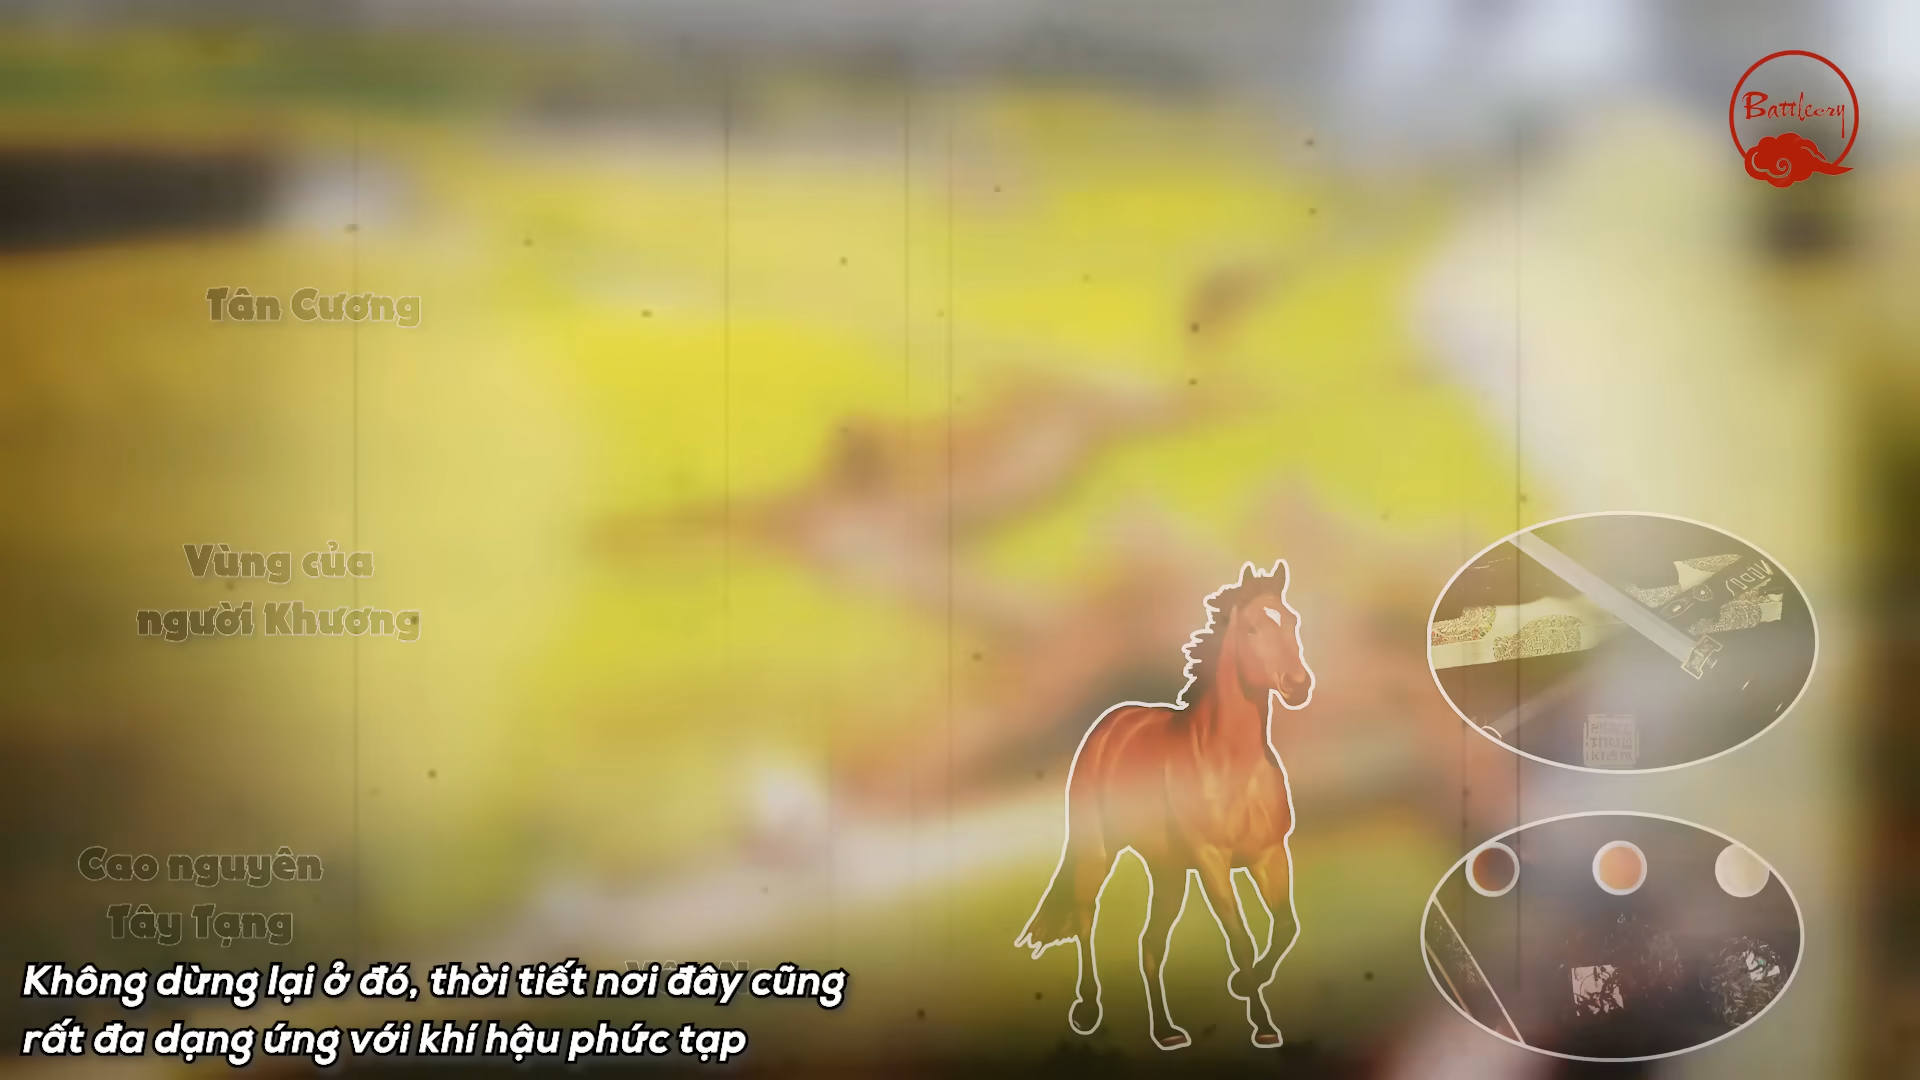 Battlecry
Tân Cương
Vùng của
người Khương
Cao nguyên
Tây Tạng
Không dừng lại ở đó, thời tiết nơi đây cũng
rất đa dạng ứng với khí hậu phức tạp